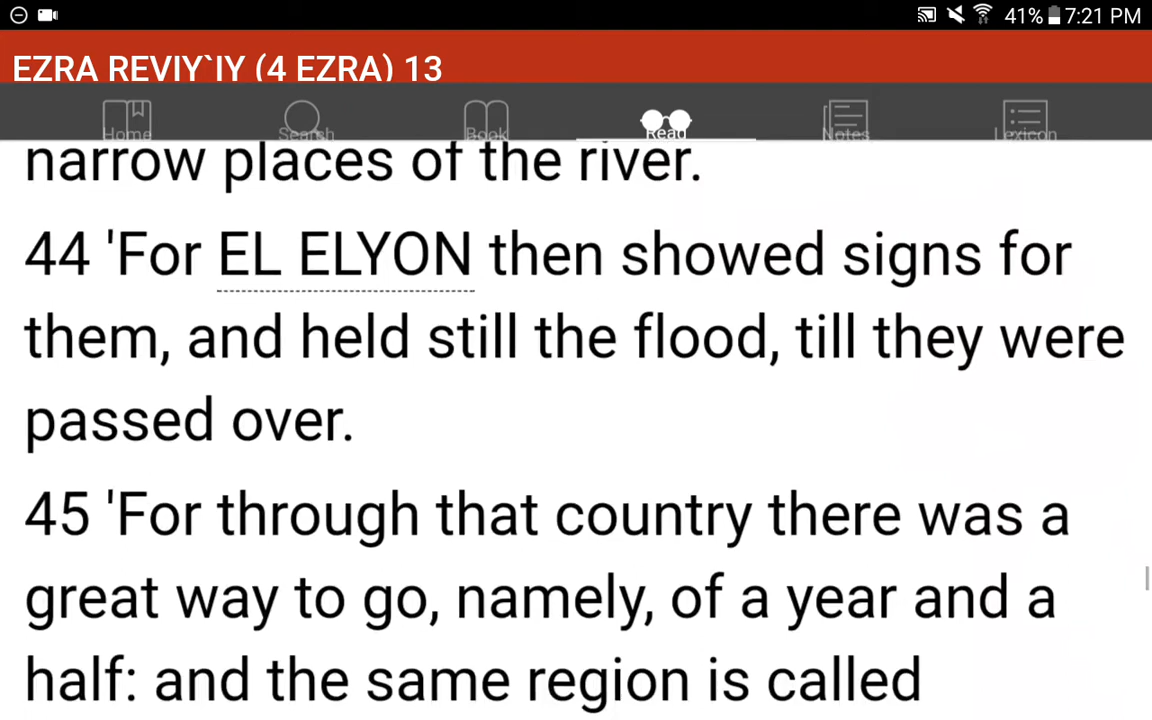 41% 7:21 PM
EZRA REVIY`IY (4 EZRA) 13
Home Search Book Read Notes Lexicon
narrow places of the river.
44 'For EL ELYON then showed signs for
them, and held still the flood, till they were
passed over.
45 'For through that country there was a
great way to go, namely, of a year and a
half: and the same region is called